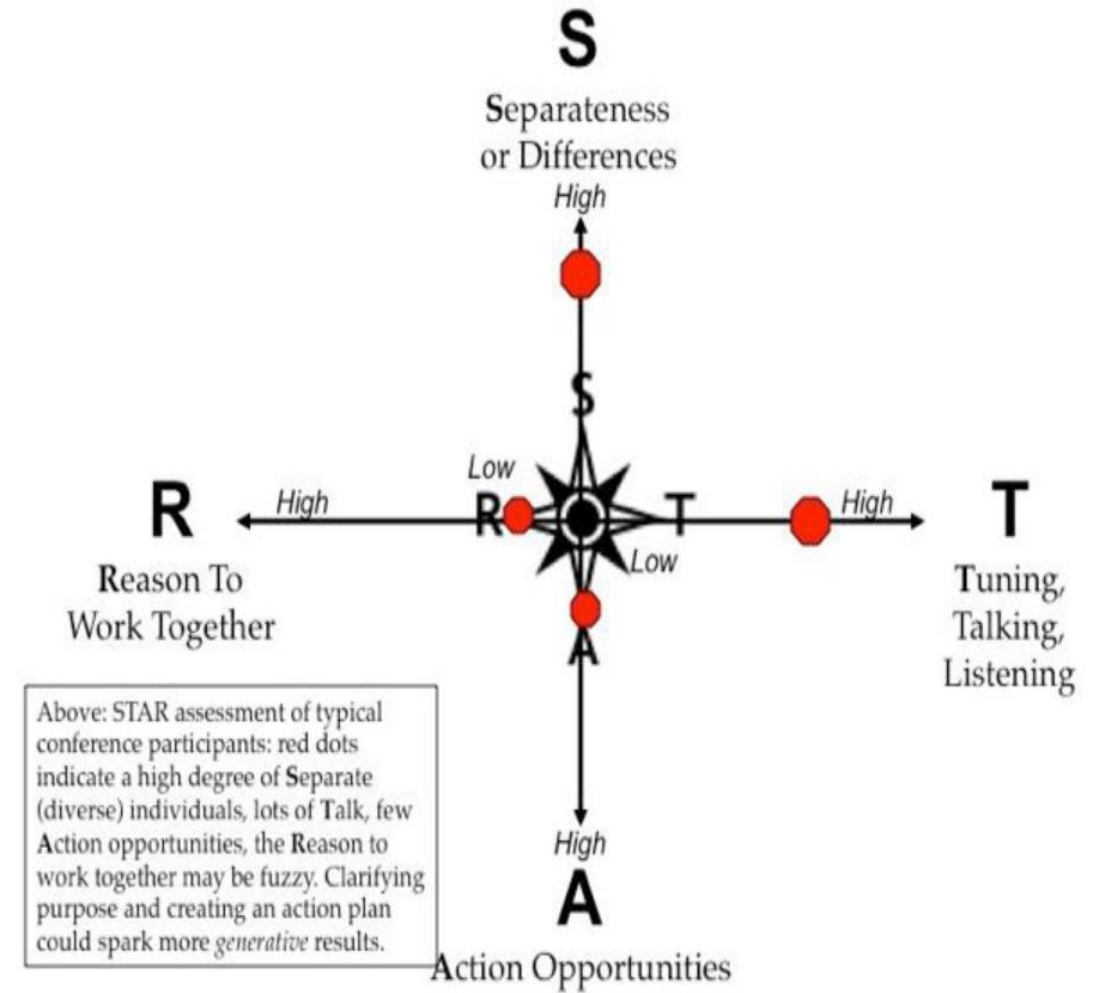 S
Separateness
or Differences
High
S
Low
R
High
R
T
High
T
Low
Reason To
Work Together
Tuning,
Talking,
Listening
A
Above: STAR assessment of typical
conference participants: red dots
indicate a high degree of Separate
(diverse) individuals, lots of Talk, few
Action opportunities, the Reason to
work together may be fuzzy. Clarifying
purpose and creating an action plan
could spark more generative results.
High
A
Action Opportunities